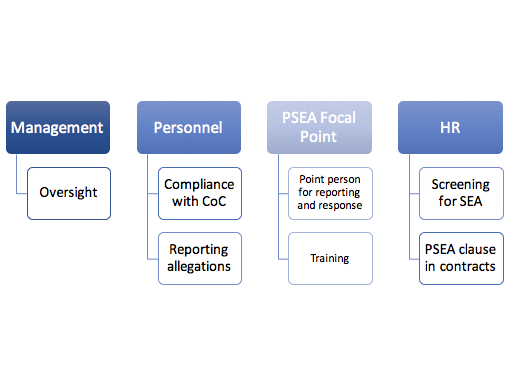 Management
Oversight
Personnel
Compliance
with CoC
Reporting
allegations
PSEA Focal
Point
Point person
for reporting
and response
Training
HR
Screening
for SEA
PSEA clause
in contracts